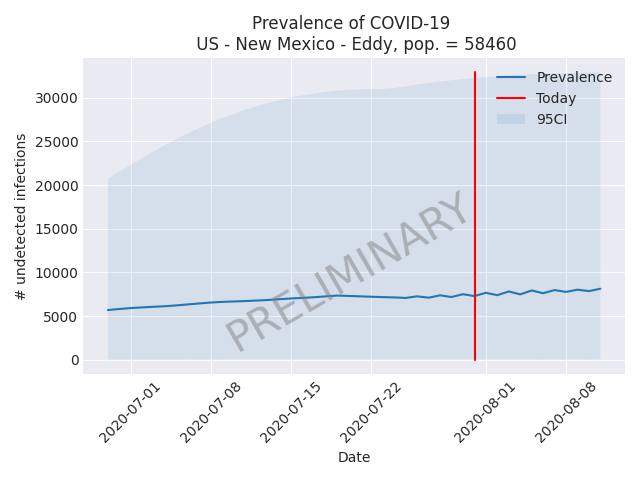 Prevalence of COVID-19
US - New Mexico - Eddy, pop. = 58460
Prevalence
Today
95CI
30000
25000
20000
15000
10000
5000
0
# undetected infections
PRELIMINARY
2020-07-01
2020-07-08
2020-07-15
2020-07-22
2020-08-01
2020-08-08
Date